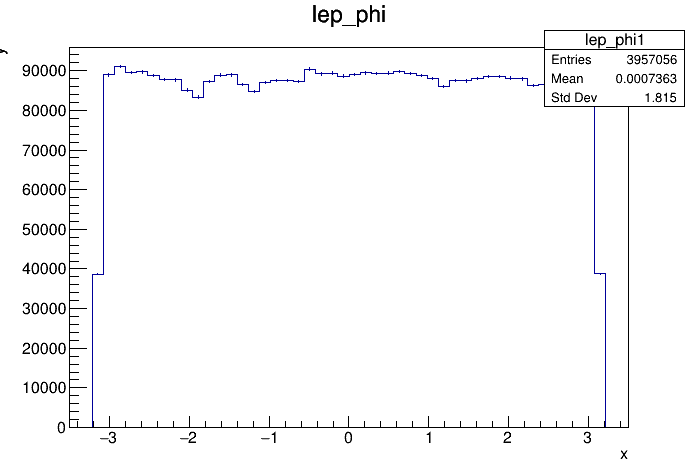 lep_phi
y
lep_phi1
Entries 3957056
Mean 0.0007363
Std Dev 1.815
90000
80000
70000
60000
50000
40000
30000
20000
10000
0
−3 −2 −1 0 1 2 3
x